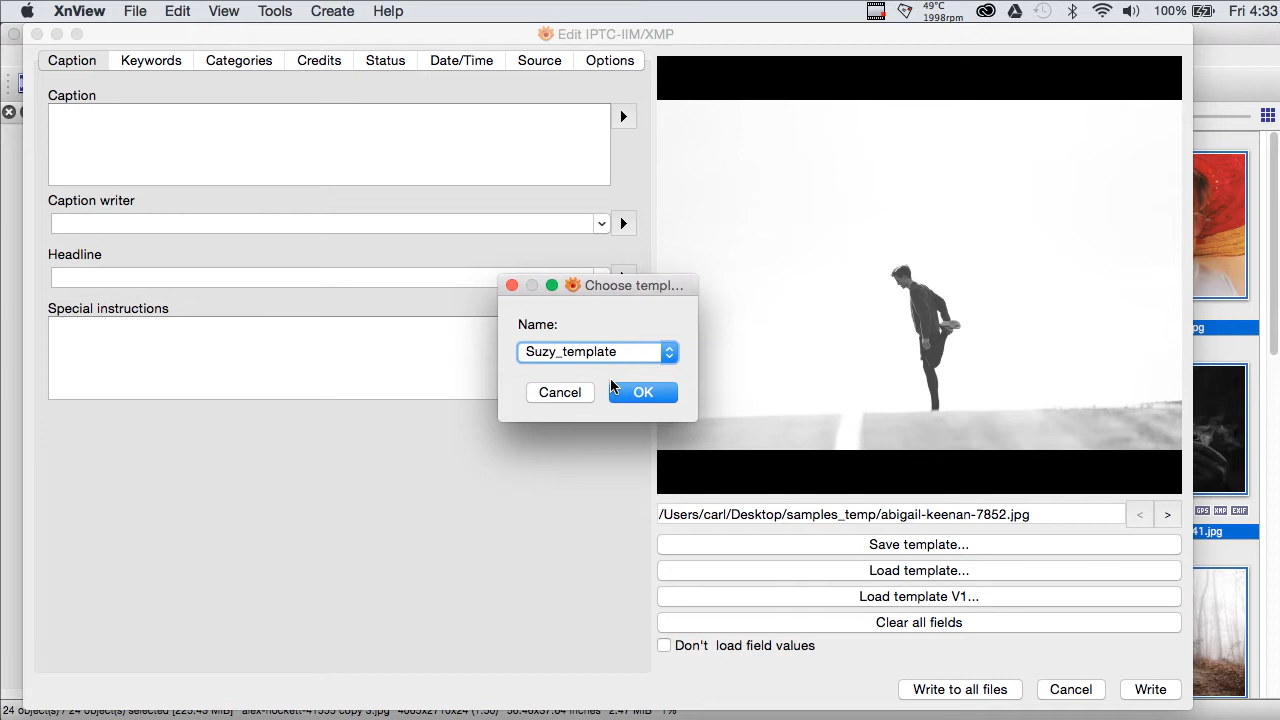 XnView File Edit View Tools Create Help 49°C 1998rpm 100% Fri 4:33
Edit IPTC-IIM/XMP
Caption Keywords Categories Credits Status Date/Time Source Options
Caption
Caption writer
Headline
Special instructions
Choose templ...
Name:
Suzy_template
Cancel OK
/Users/carl/Desktop/samples_temp/abigail-keenan-7852.jpg < >
Save template...
Load template...
Load template V1...
Clear all fields
Don't load field values
Write to all files Cancel Write
pg
GPS XMP EXIF
41.jpg